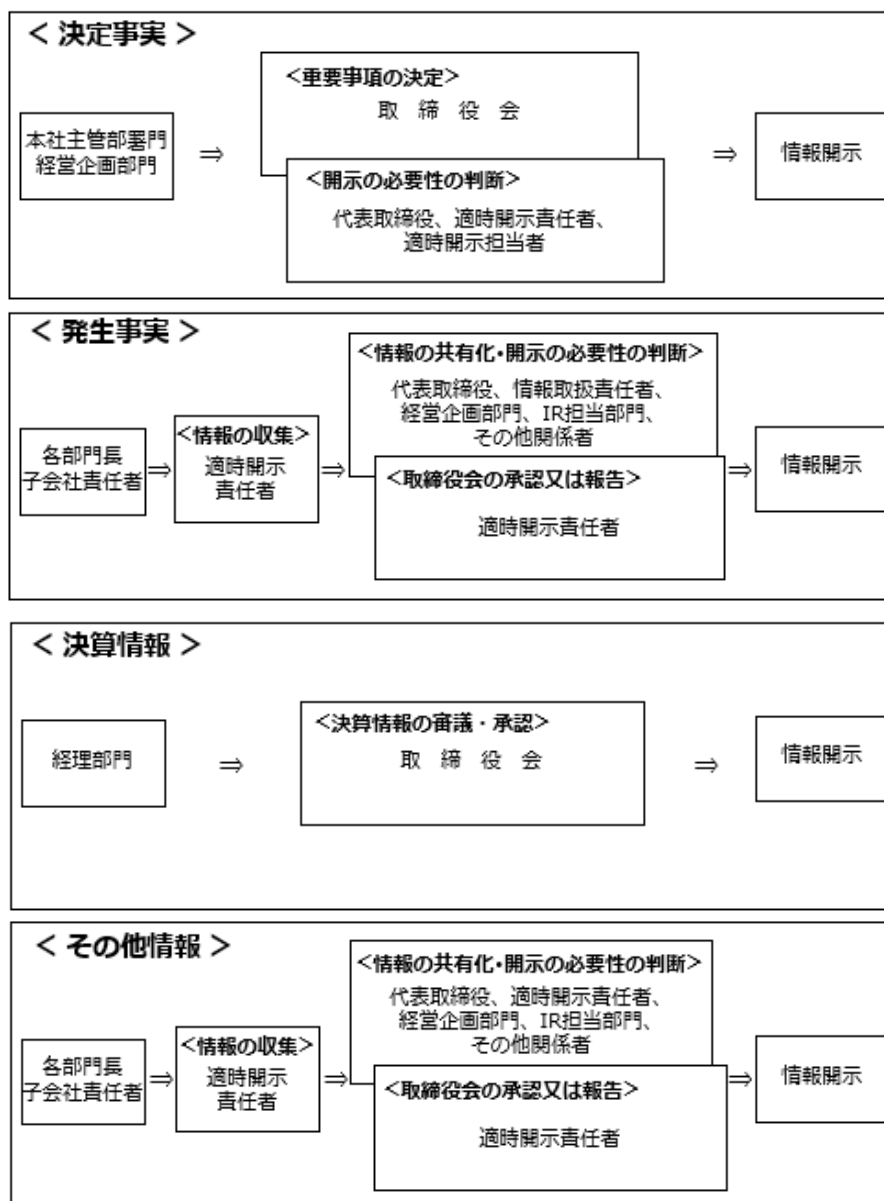 < 決定事実 >
<重要事項の決定>
取 締 役 会
本社主管部署門
経営企画部門
⇒
<開示の必要性の判断>
代表取締役、適時開示責任者、
適時開示担当者
⇒
情報開示
< 発生事実 >
<情報の共有化・開示の必要性の判断>
代表取締役、情報取扱責任者、
経営企画部門、IR担当部門、
その他関係者
各部門長
子会社責任者
⇒
<情報の収集>
適時開示
責任者
⇒
<取締役会の承認又は報告>
適時開示責任者
⇒
情報開示
< 決算情報 >
経理部門
⇒
<決算情報の審議・承認>
取 締 役 会
⇒
情報開示
< その他情報 >
<情報の共有化・開示の必要性の判断>
代表取締役、適時開示責任者、
経営企画部門、IR担当部門、
その他関係者
各部門長
子会社責任者
⇒
<情報の収集>
適時開示
責任者
⇒
<取締役会の承認又は報告>
適時開示責任者
⇒
情報開示